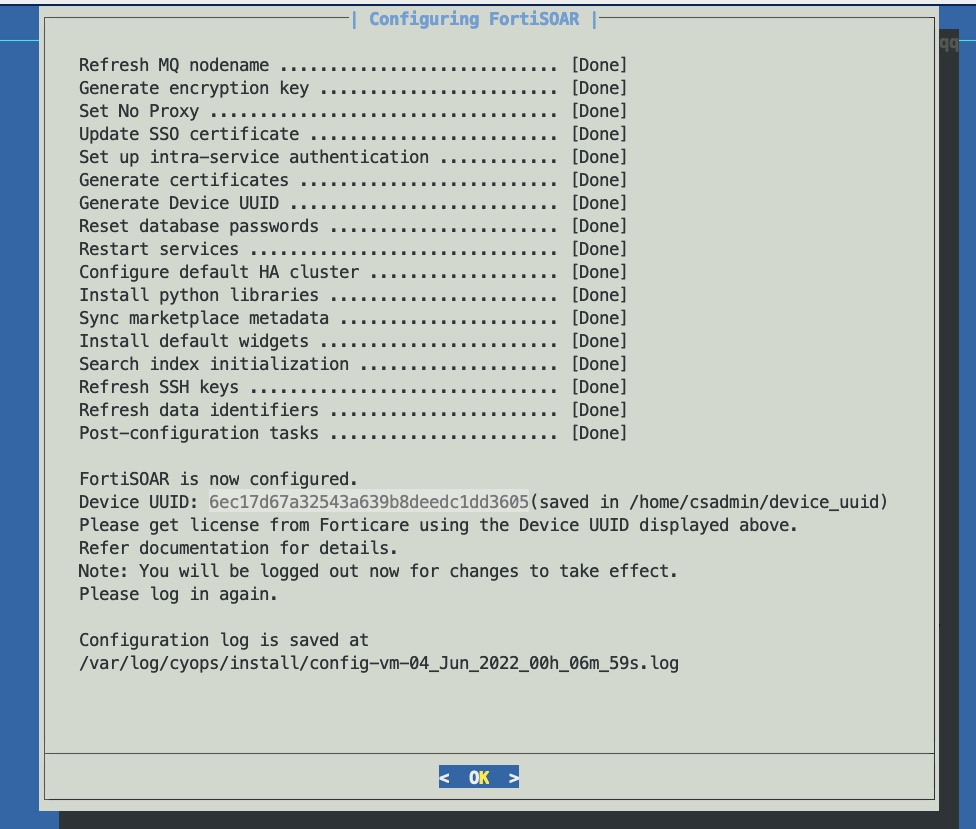 | Configuring FortiSOAR |
qq
Refresh MQ nodename ............................ [Done]
Generate encryption key ........................ [Done]
Set No Proxy ................................... [Done]
Update SSO certificate ......................... [Done]
Set up intra-service authentication ............ [Done]
Generate certificates .......................... [Done]
Generate Device UUID ........................... [Done]
Reset database passwords ....................... [Done]
Restart services ............................... [Done]
Configure default HA cluster ................... [Done]
Install python libraries ....................... [Done]
Sync marketplace metadata ...................... [Done]
Install default widgets ........................ [Done]
Search index initialization .................... [Done]
Refresh SSH keys ............................... [Done]
Refresh data identifiers ....................... [Done]
Post-configuration tasks ....................... [Done]
FortiSOAR is now configured.
Device UUID: 6ec17d67a32543a639b8deedc1dd3605(saved in /home/csadmin/device_uuid)
Please get license from Forticare using the Device UUID displayed above.
Refer documentation for details.
Note: You will be logged out now for changes to take effect.
Please log in again.
Configuration log is saved at
/var/log/cyops/install/config-vm-04_Jun_2022_00h_06m_59s.log
< OK >